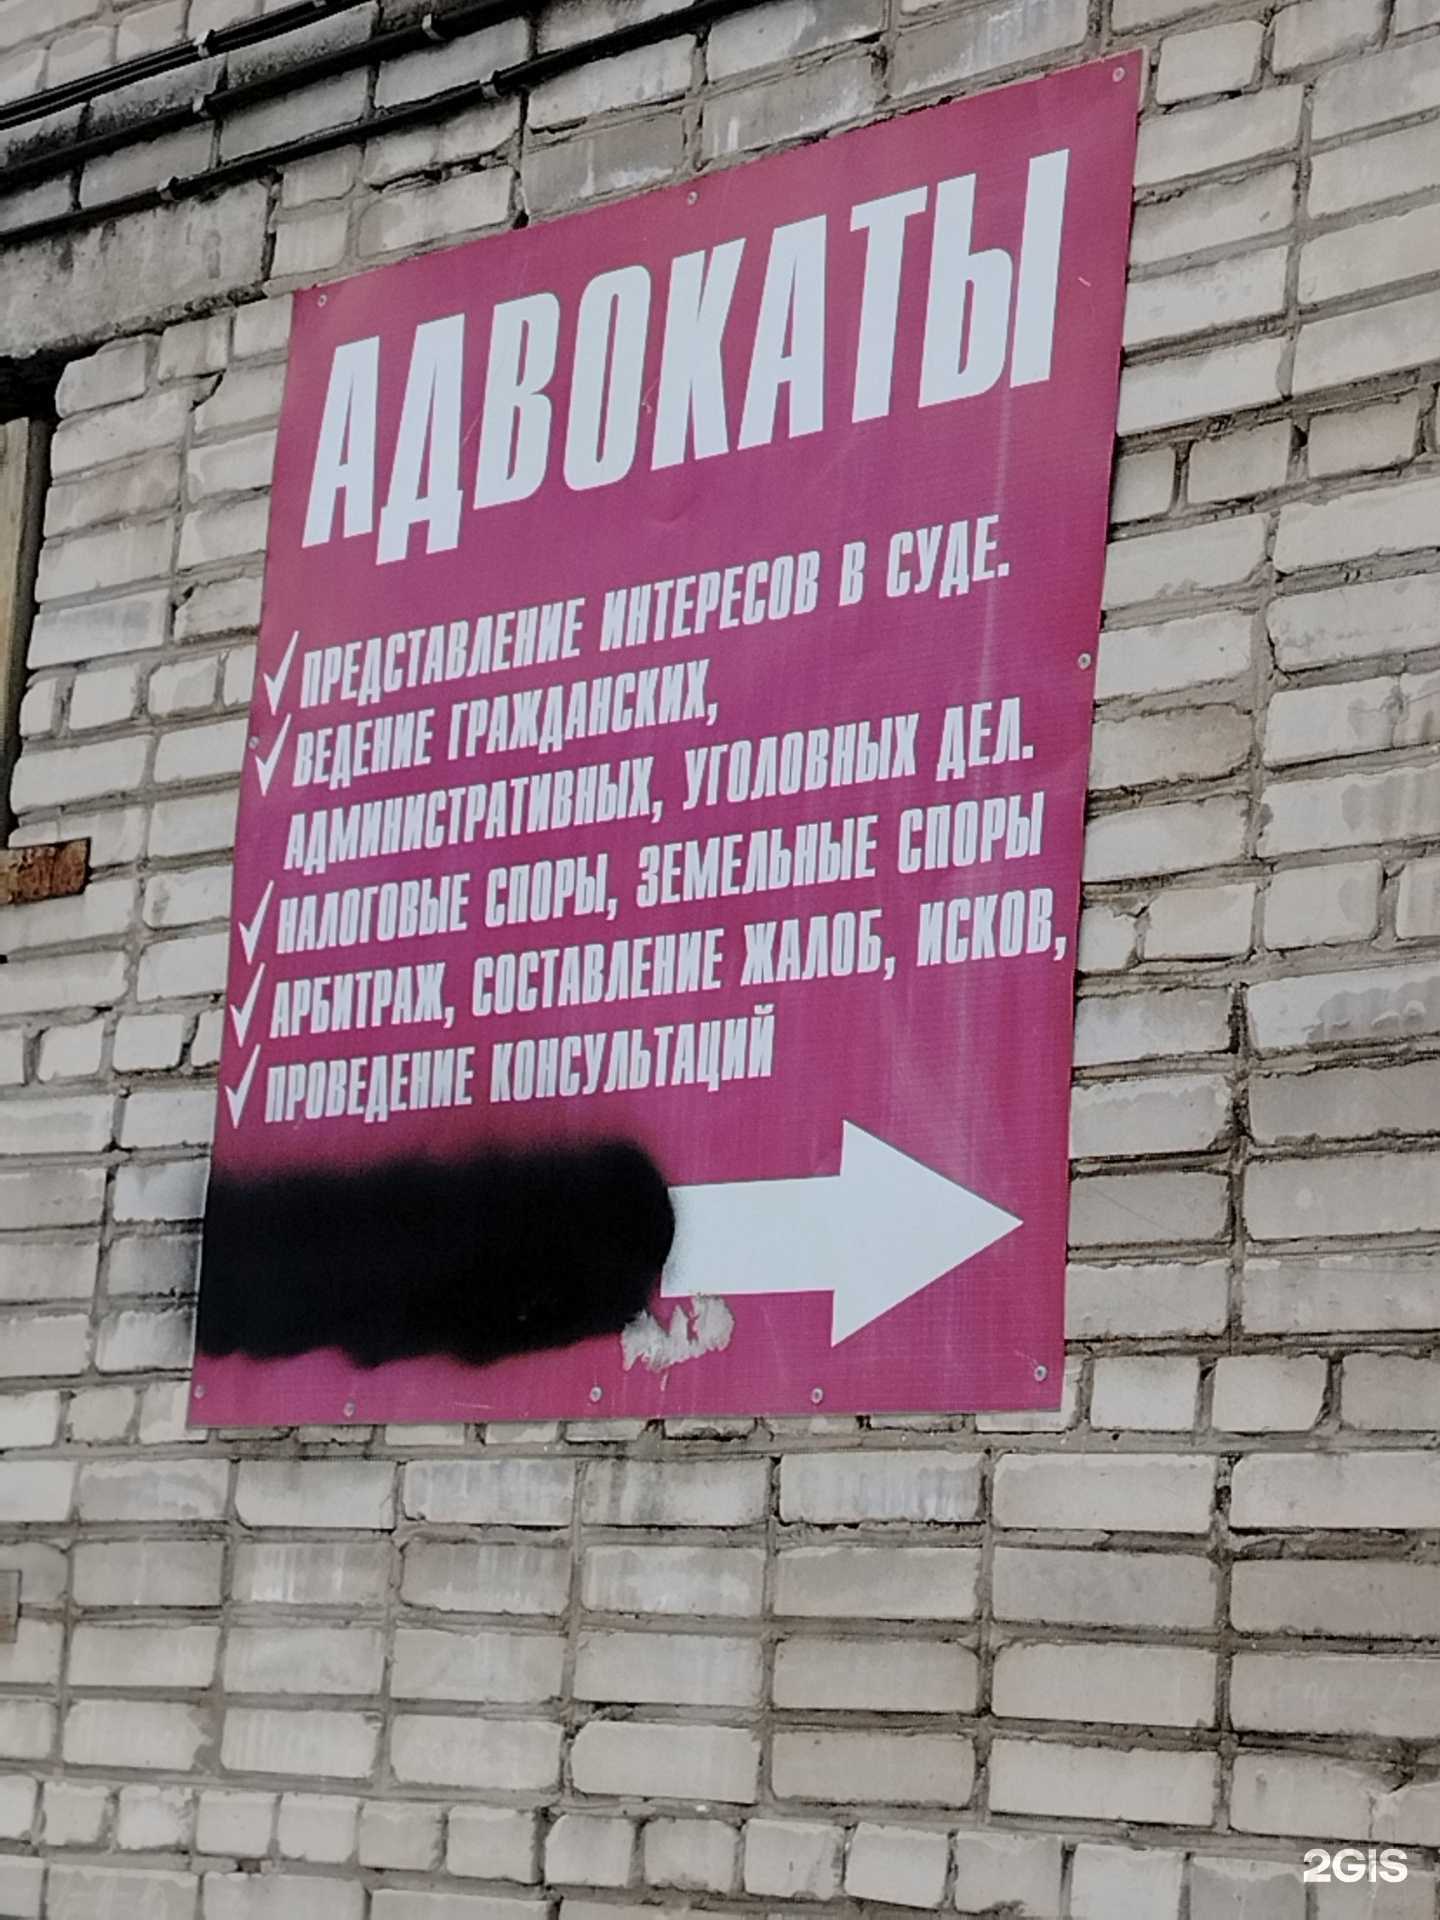 АДВОКАТЫ
✓ ПРЕДСТАВЛЕНИЕ ИНТЕРЕСОВ В СУДЕ.
✓ ВЕДЕНИЕ ГРАЖДАНСКИХ,
АДМИНИСТРАТИВНЫХ, УГОЛОВНЫХ ДЕЛ.
✓ НАЛОГОВЫЕ СПОРЫ, ЗЕМЕЛЬНЫЕ СПОРЫ
✓ АРБИТРАЖ, СОСТАВЛЕНИЕ ЖАЛОБ, ИСКОВ,
✓ ПРОВЕДЕНИЕ КОНСУЛЬТАЦИЙ
2GIS